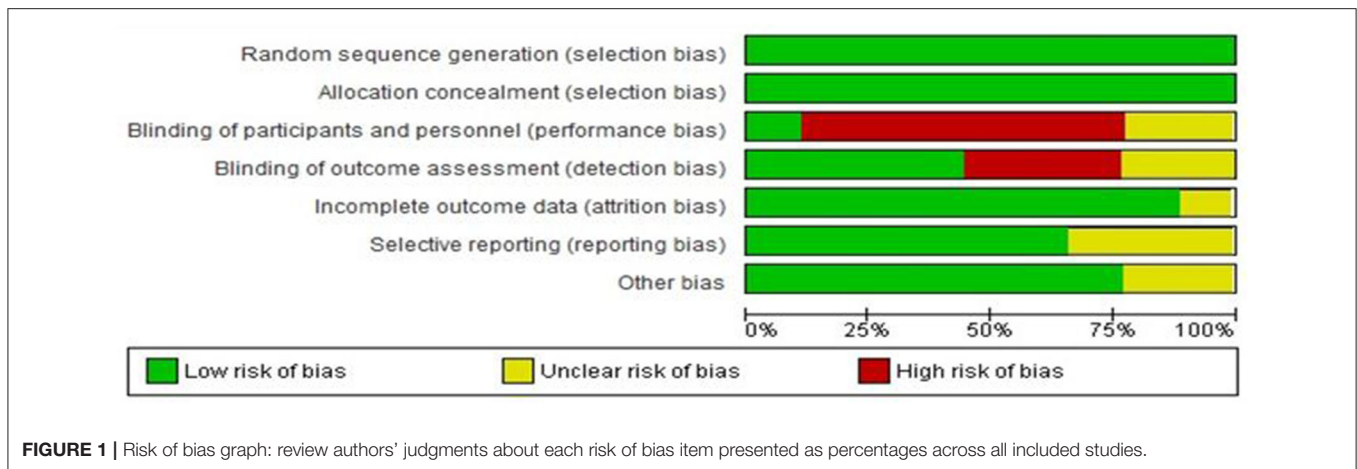 Random sequence generation (selection bias)
Allocation concealment (selection bias)
Blinding of participants and personnel (performance bias)
Blinding of outcome assessment (detection bias)
Incomplete outcome data (attrition bias)
Selective reporting (reporting bias)
Other bias
0% 25% 50% 75% 100%
Low risk of bias Unclear risk of bias High risk of bias
FIGURE 1 | Risk of bias graph: review authors' judgments about each risk of bias item presented as percentages across all included studies.